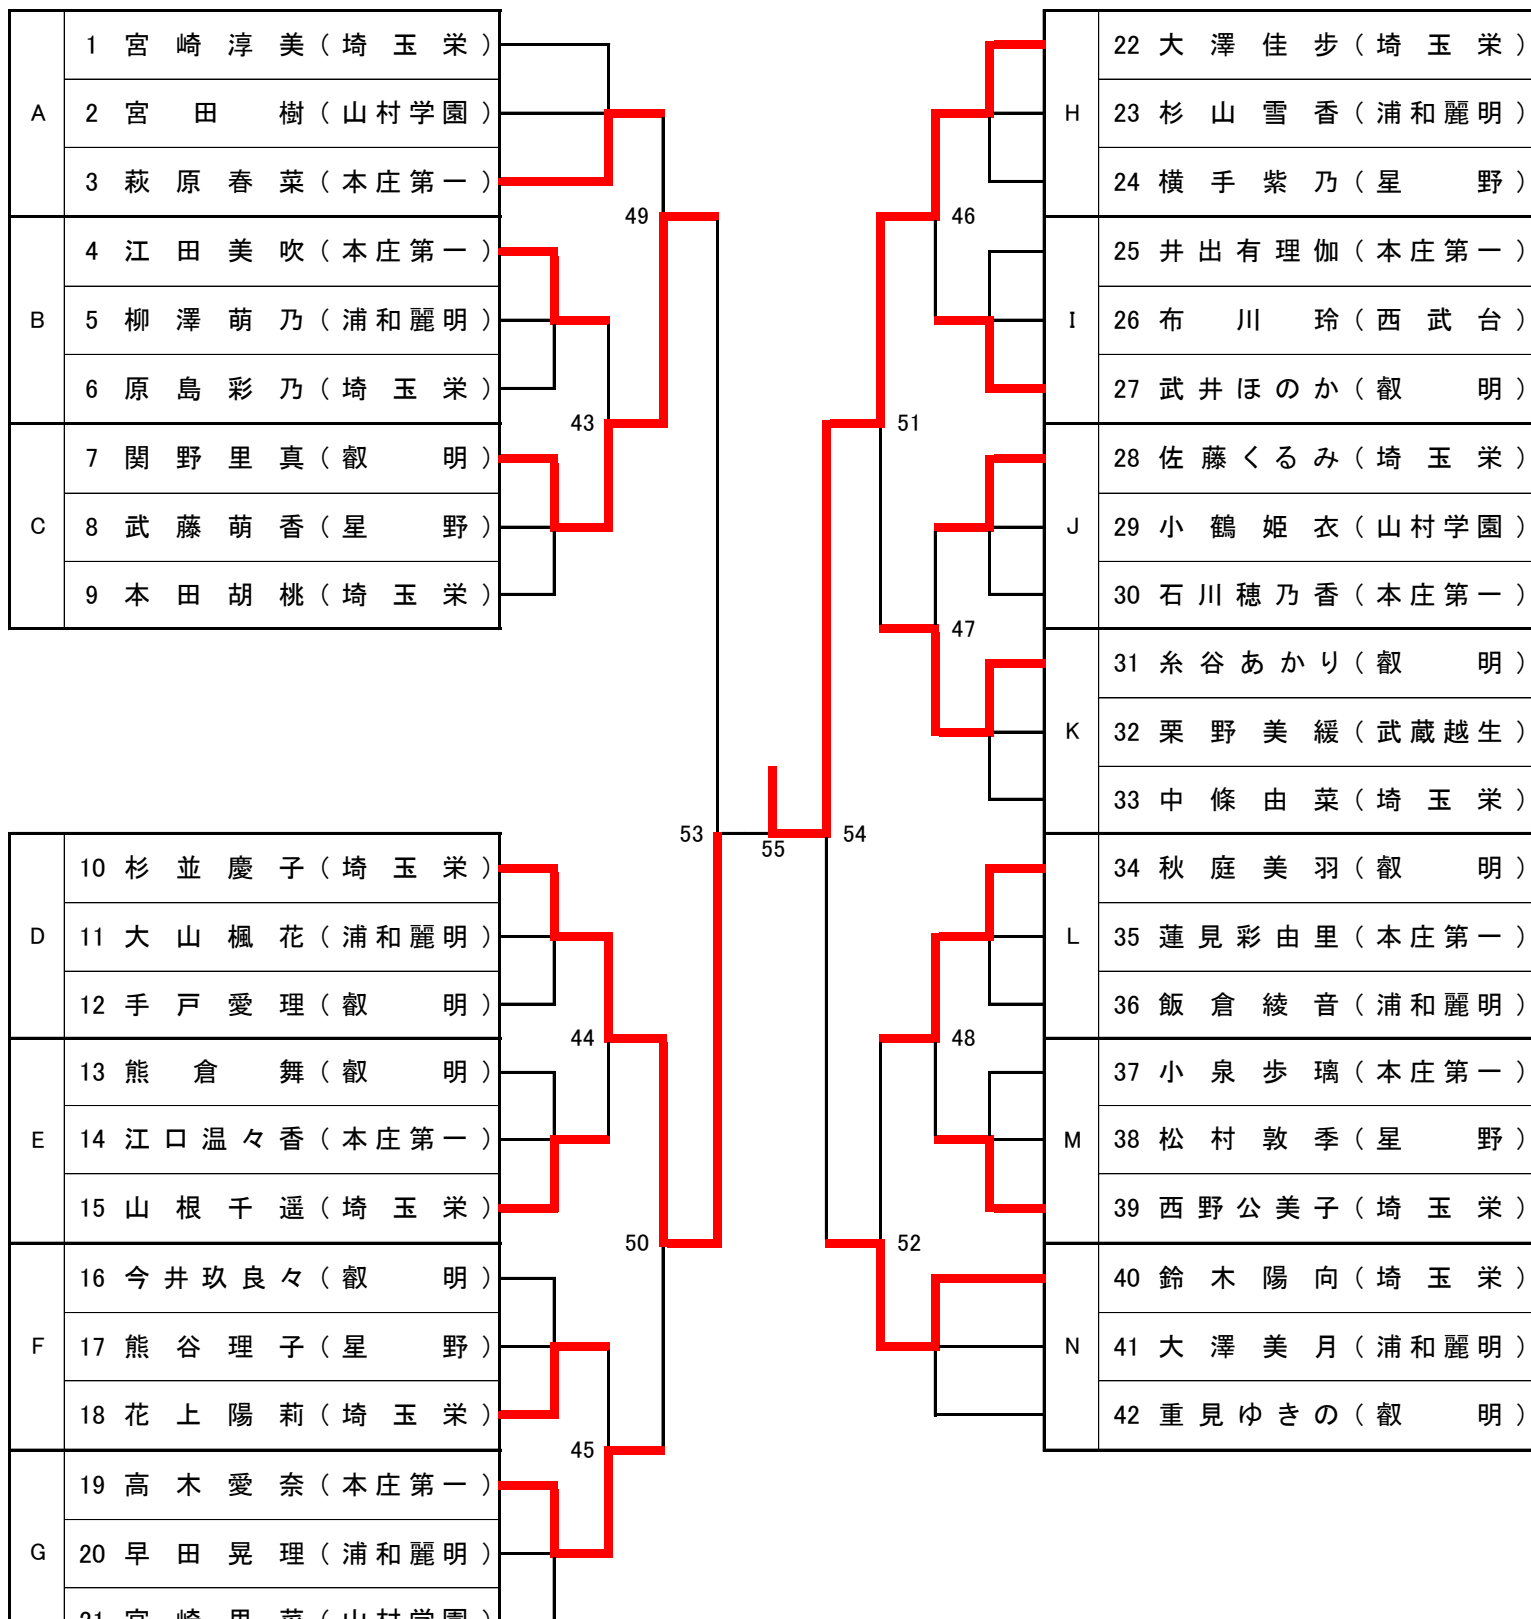 A
1 宮崎淳美（埼玉栄）
2 宮田樹（山村学園）
3 萩原春菜（本庄第一）
B
4 江田美吹（本庄第一）
5 柳澤萌乃（浦和麗明）
6 原島彩乃（埼玉栄）
C
7 関野里真（叡明）
8 武藤萌香（星野）
9 本田胡桃（埼玉栄）
D
10 杉並慶子（埼玉栄）
11 大山楓花（浦和麗明）
12 手戸愛理（叡明）
E
13 熊倉舞（叡明）
14 江口温々香（本庄第一）
15 山根千遥（埼玉栄）
F
16 今井玖良々（叡明）
17 熊谷理子（星野）
18 花上陽莉（埼玉栄）
G
19 高木愛奈（本庄第一）
20 早田晃理（浦和麗明）
49
43
53
44
50
45
55
54
46
51
47
48
52
H
22 大澤佳歩（埼玉栄）
23 杉山雪香（浦和麗明）
24 横手紫乃（星野）
I
25 井出有理伽（本庄第一）
26 布川玲（西武台）
27 武井ほのか（叡明）
J
28 佐藤くるみ（埼玉栄）
29 小鶴姫衣（山村学園）
30 石川穂乃香（本庄第一）
K
31 糸谷あかり（叡明）
32 栗野美緩（武蔵越生）
33 中條由菜（埼玉栄）
L
34 秋庭美羽（叡明）
35 蓮見彩由里（本庄第一）
36 飯倉綾音（浦和麗明）
M
37 小泉歩璃（本庄第一）
38 松村敦季（星野）
39 西野公美子（埼玉栄）
N
40 鈴木陽向（埼玉栄）
41 大澤美月（浦和麗明）
42 重見ゆきの（叡明）